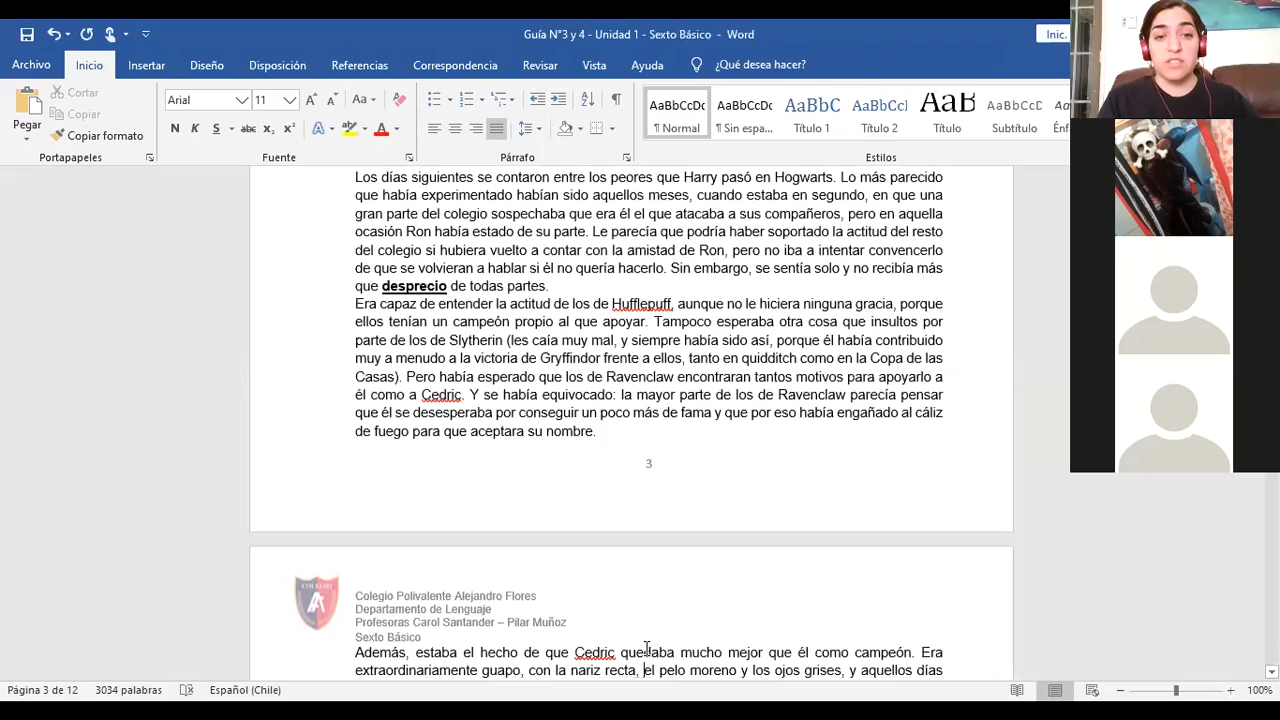 Guía N°3 y 4 - Unidad 1 - Sexto Básico - Word
Inic.
Archivo Inicio Insertar Diseño Disposición Referencias Correspondencia Revisar Vista Ayuda ¿Qué desea hacer?
Pegar
Cortar
Copiar
Copiar formato
Portapapeles
Arial 11
Aa
N K S abc x₂ x²
A
Fuente
Párrafo
AaBbCcDc AaBbCcDc AaBbC AaBbCcI AaB AaBbCcD
¶ Normal ¶ Sin espa... Título 1 Título 2 Título Subtítulo
Estilos
Los días siguientes se contaron entre los peores que Harry pasó en Hogwarts. Lo más parecido
que había experimentado habían sido aquellos meses, cuando estaba en segundo, en que una
gran parte del colegio sospechaba que era él el que atacaba a sus compañeros, pero en aquella
ocasión Ron había estado de su parte. Le parecía que podría haber soportado la actitud del resto
del colegio si hubiera vuelto a contar con la amistad de Ron, pero no iba a intentar convencerlo
de que se volvieran a hablar si él no quería hacerlo. Sin embargo, se sentía solo y no recibía más
que desprecio de todas partes.
Era capaz de entender la actitud de los de Hufflepuff, aunque no le hiciera ninguna gracia, porque
ellos tenían un campeón propio al que apoyar. Tampoco esperaba otra cosa que insultos por
parte de los de Slytherin (les caía muy mal, y siempre había sido así, porque él había contribuido
muy a menudo a la victoria de Gryffindor frente a ellos, tanto en quidditch como en la Copa de las
Casas). Pero había esperado que los de Ravenclaw encontraran tantos motivos para apoyarlo a
él como a Cedric. Y se había equivocado: la mayor parte de los de Ravenclaw parecía pensar
que él se desesperaba por conseguir un poco más de fama y que por eso había engañado al cáliz
de fuego para que aceptara su nombre.
3
COLEGIO
Colegio Polivalente Alejandro Flores
Departamento de Lenguaje
Profesoras Carol Santander – Pilar Muñoz
Sexto Básico
Además, estaba el hecho de que Cedric quedaba mucho mejor que él como campeón. Era
extraordinariamente guapo, con la nariz recta, el pelo moreno y los ojos grises, y aquellos días
Página 3 de 12 3034 palabras Español (Chile) 100%